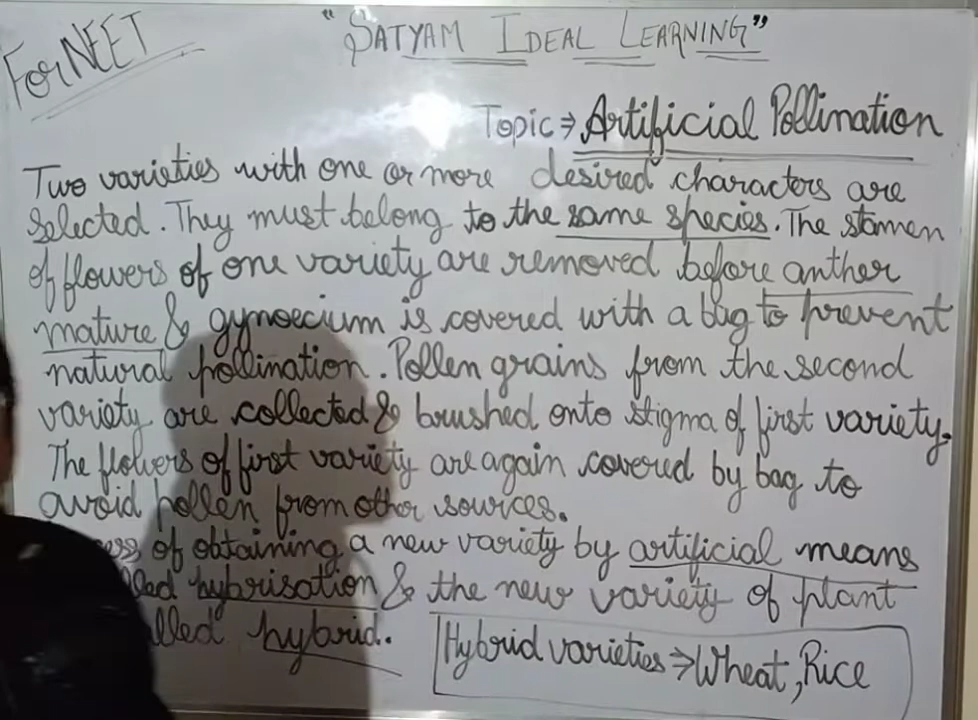 For NEET
"SATYAM IDEAL LEARNING"
Topic ⇒ Artificial Pollination
Two varieties with one or more desired characters are
selected. They must belong to the same species. The stamen
of flowers of one variety are removed before anther
mature & gynoecium is covered with a bag to prevent
natural pollination. Pollen grains from the second
variety are collected & brushed onto stigma of first variety.
The flowers of first variety are again covered by bag to
avoid pollen from other sources.
of obtaining a new variety by artificial means
hybrisation & the new variety of plant
hybrid.
Hybrid varieties ⇒ Wheat, Rice